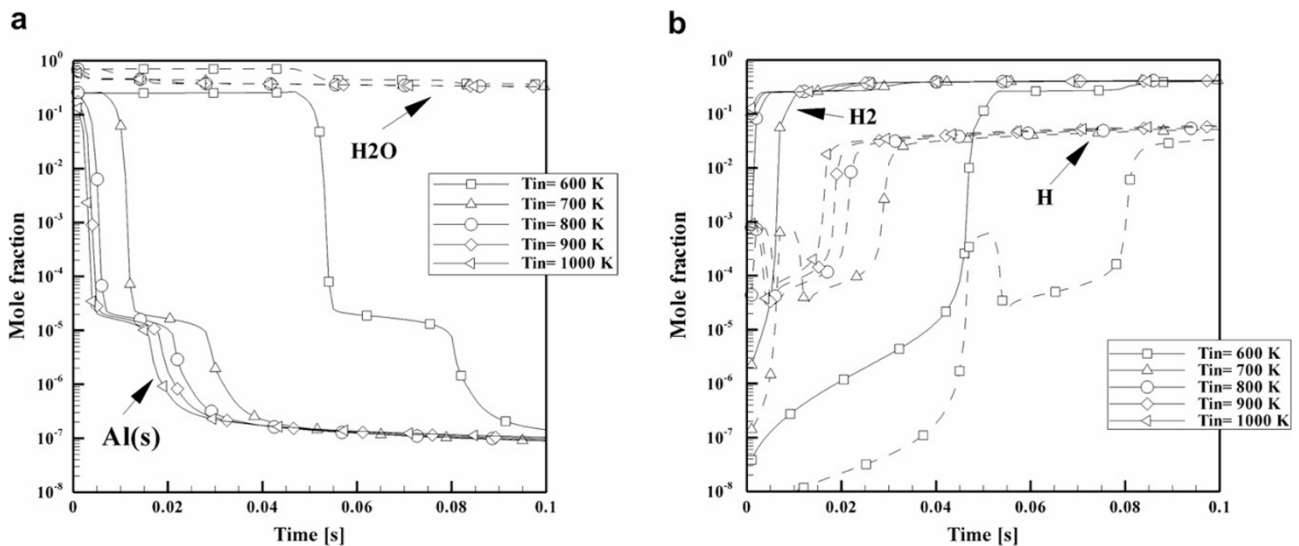 a
10^0
10^-1
10^-2
10^-3
10^-4
10^-5
10^-6
10^-7
10^-8
Mole fraction
0
0.02
0.04
0.06
0.08
0.1
Time [s]
H2O
Al(s)
Tin= 600 K
Tin= 700 K
Tin= 800 K
Tin= 900 K
Tin= 1000 K
b
10^0
10^-1
10^-2
10^-3
10^-4
10^-5
10^-6
10^-7
10^-8
Mole fraction
0
0.02
0.04
0.06
0.08
0.1
Time [s]
H2
H
Tin= 600 K
Tin= 700 K
Tin= 800 K
Tin= 900 K
Tin= 1000 K